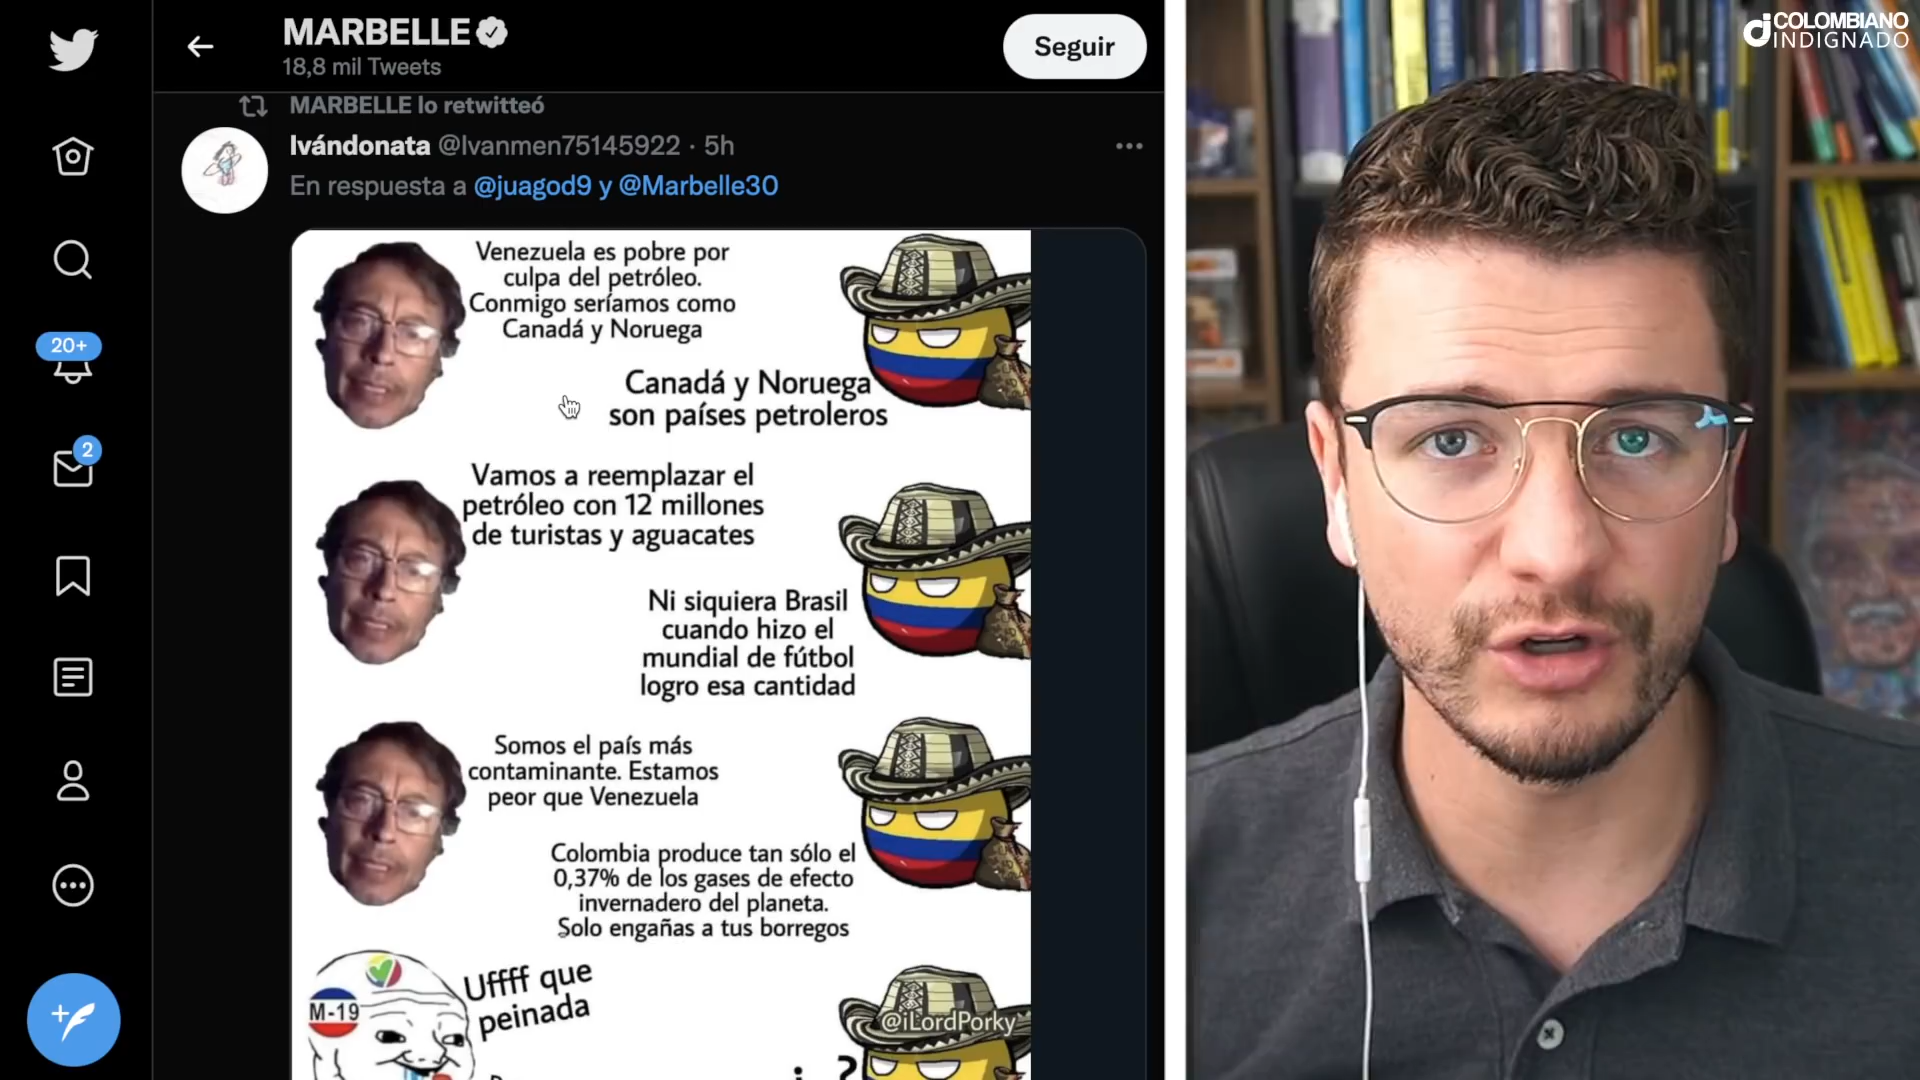 MARBELLE
18,8 mil Tweets
Seguir
MARBELLE lo retwitteó
Ivándonata @Ivanmen75145922 · 5h
En respuesta a @juagod9 y @Marbelle30
20+
2
Venezuela es pobre por
culpa del petróleo.
Conmigo seríamos como
Canadá y Noruega
Canadá y Noruega
son países petroleros
Vamos a reemplazar el
petróleo con 12 millones
de turistas y aguacates
Ni siquiera Brasil
cuando hizo el
mundial de fútbol
logro esa cantidad
Somos el país más
contaminante. Estamos
peor que Venezuela
Colombia produce tan sólo el
0,37% de los gases de efecto
invernadero del planeta.
Solo engañas a tus borregos
Uffff que
peinada
M-19
@iLordPorky
COLOMBIANO
INDIGNADO